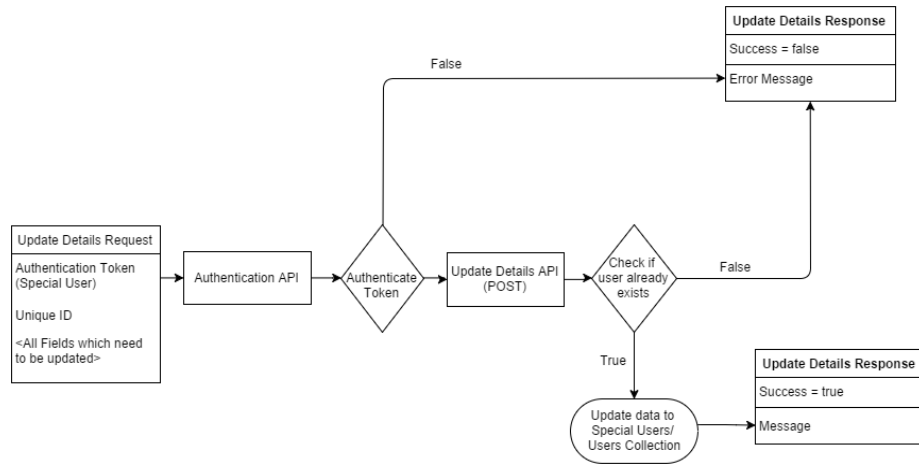 Update Details Response
Success = false
Error Message
False
Update Details Request
Authentication Token
(Special User)
Unique ID
<All Fields which need
to be updated>
Authentication API
Authenticate
Token
Update Details API
(POST)
Check if
user already
exists
False
True
Update data to
Special Users/
Users Collection
Update Details Response
Success = true
Message